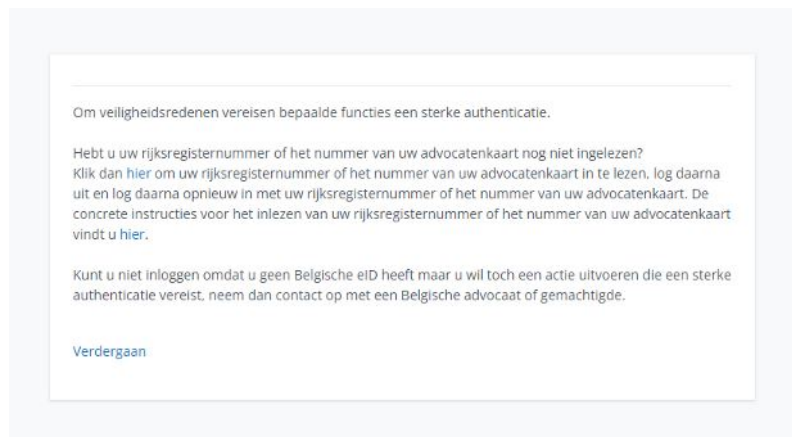 Om veiligheidsredenen vereisen bepaalde functies een sterke authenticatie.
Hebt u uw rijksregisternummer of het nummer van uw advocatenkaart nog niet ingelezen?
Klik dan hier om uw rijksregisternummer of het nummer van uw advocatenkaart in te lezen, log daarna
uit en log daarna opnieuw in met uw rijksregisternummer of het nummer van uw advocatenkaart. De
concrete instructies voor het inlezen van uw rijksregisternummer of het nummer van uw advocatenkaart
vindt u hier.
Kunt u niet inloggen omdat u geen Belgische eID heeft maar u wil toch een actie uitvoeren die een sterke
authenticatie vereist, neem dan contact op met een Belgische advocaat of gemachtigde.
Verdergaan